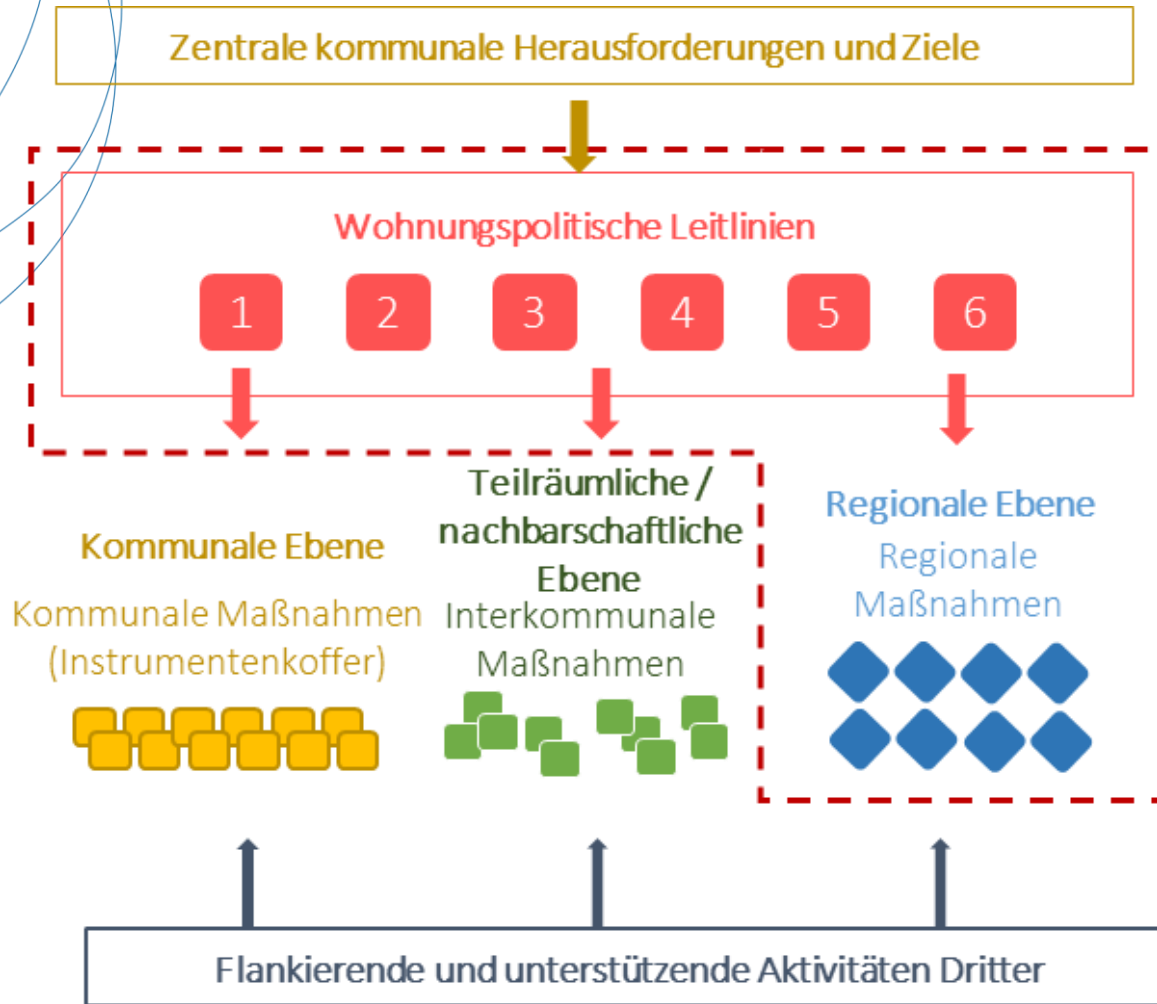 Zentrale kommunale Herausforderungen und Ziele
Wohnungspolitische Leitlinien
1 2 3 4 5 6
Kommunale Ebene
Kommunale Maßnahmen
(Instrumentenkoffer)
Teilräumliche /
nachbarschaftliche
Ebene
Interkommunale
Maßnahmen
Regionale Ebene
Regionale
Maßnahmen
Flankierende und unterstützende Aktivitäten Dritter